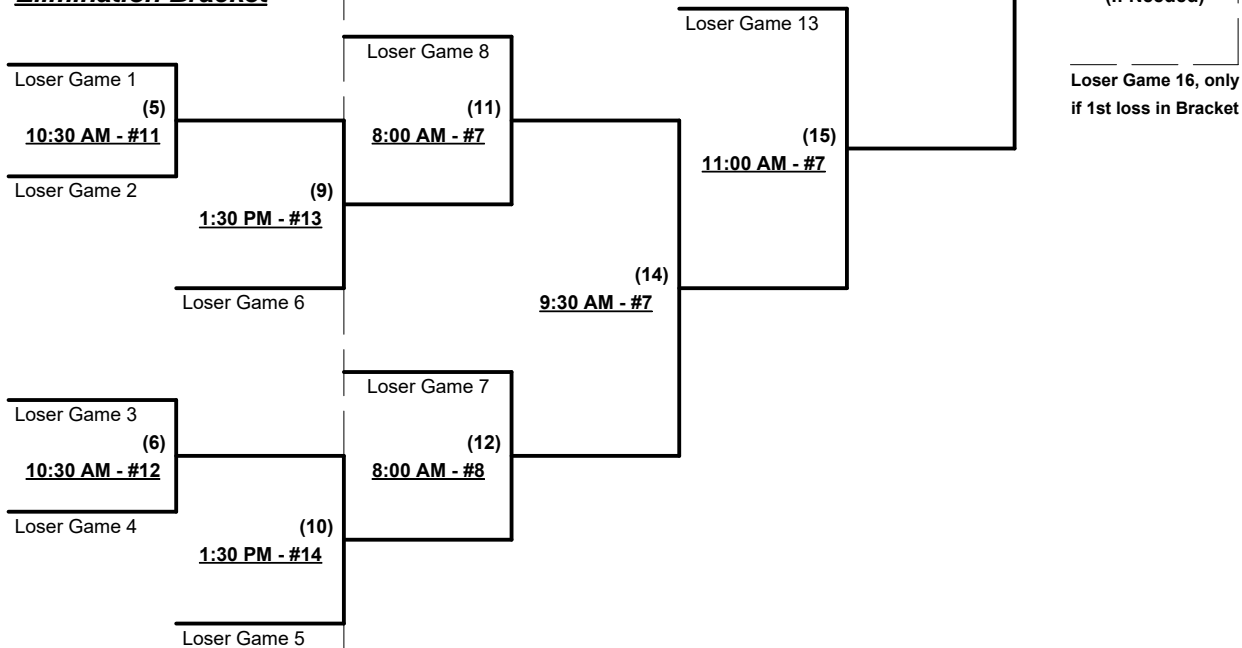 Elimination Bracket
(If Needed)
Loser Game 13
Loser Game 8
Loser Game 1
Loser Game 16, only
if 1st loss in Bracket
(5)
10:30 AM - #11
(11)
8:00 AM - #7
(15)
11:00 AM - #7
Loser Game 2
(9)
1:30 PM - #13
(14)
9:30 AM - #7
Loser Game 6
Loser Game 7
Loser Game 3
(6)
10:30 AM - #12
(12)
8:00 AM - #8
Loser Game 4
(10)
1:30 PM - #14
Loser Game 5